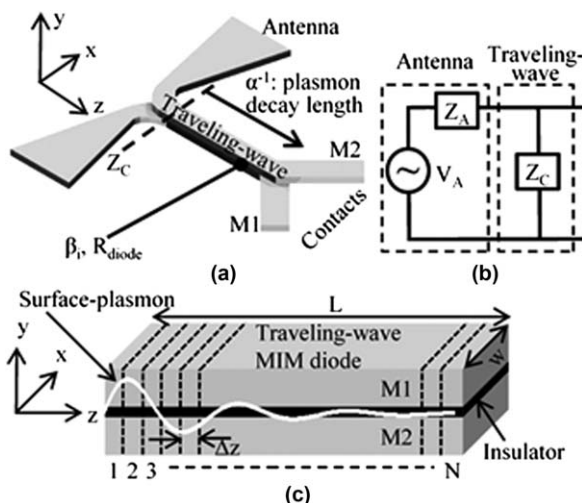 y
x
z
Antenna
α⁻¹: plasmon
decay length
Traveling-wave
Z_C
M2
M1
Contacts
β_i, R_diode
(a)
Traveling-
wave
Antenna
Z_A
V_A
Z_C
~
(b)
Surface-plasmon
y
x
z
L
Traveling-wave
MIM diode
w
M1
M2
Δz
Insulator
1 2 3 N
(c)